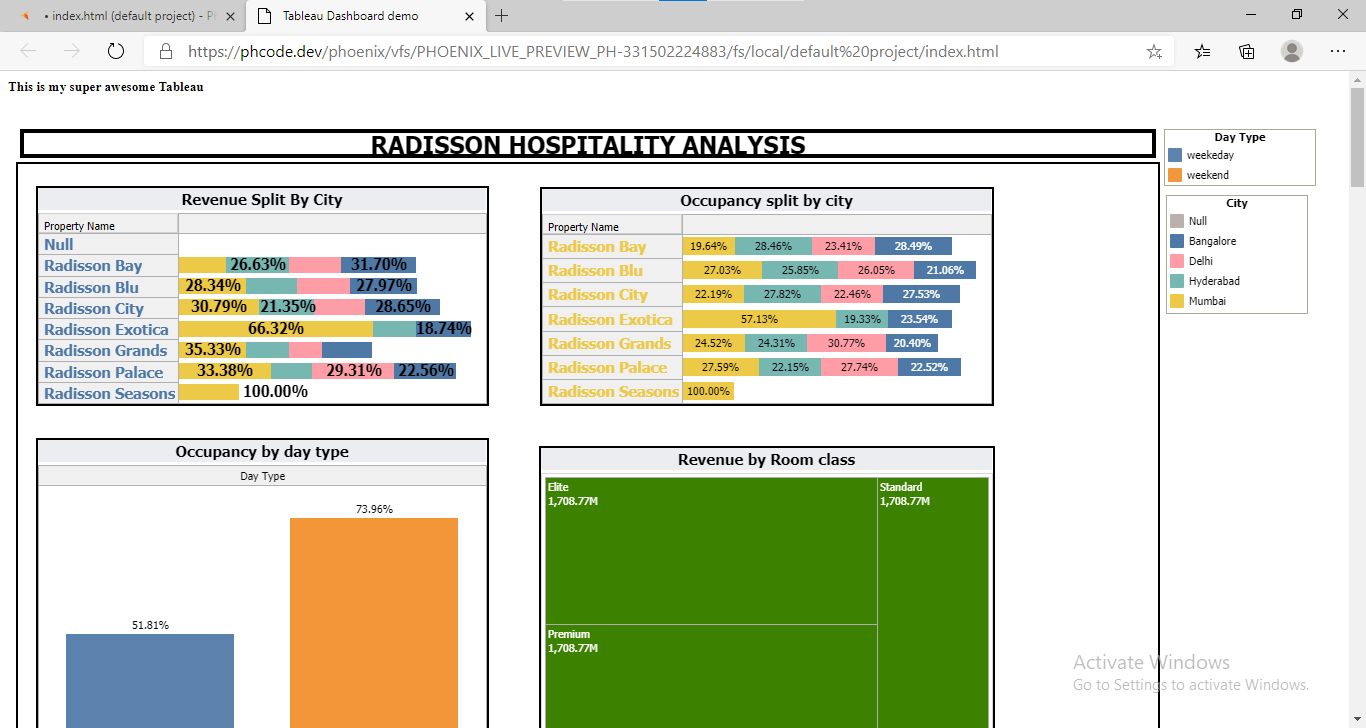 • index.html (default project) - P
Tableau Dashboard demo
https://phcode.dev/phoenix/vfs/PHOENIX_LIVE_PREVIEW_PH-331502224883/fs/local/default%20project/index.html
This is my super awesome Tableau
RADISSON HOSPITALITY ANALYSIS
Day Type
weekeday
weekend
City
Null
Bangalore
Delhi
Hyderabad
Mumbai
Revenue Split By City
Property Name
Null
Radisson Bay 26.63% 31.70%
Radisson Blu 28.34% 27.97%
Radisson City 30.79% 21.35% 28.65%
Radisson Exotica 66.32% 18.74%
Radisson Grands 35.33%
Radisson Palace 33.38% 29.31% 22.56%
Radisson Seasons 100.00%
Occupancy split by city
Property Name
Radisson Bay 19.64% 28.46% 23.41% 28.49%
Radisson Blu 27.03% 25.85% 26.05% 21.06%
Radisson City 22.19% 27.82% 22.46% 27.53%
Radisson Exotica 57.13% 19.33% 23.54%
Radisson Grands 24.52% 24.31% 30.77% 20.40%
Radisson Palace 27.59% 22.15% 27.74% 22.52%
Radisson Seasons 100.00%
Occupancy by day type
Day Type
73.96%
51.81%
Revenue by Room class
Elite
1,708.77M
Standard
1,708.77M
Premium
1,708.77M
Activate Windows
Go to Settings to activate Windows.